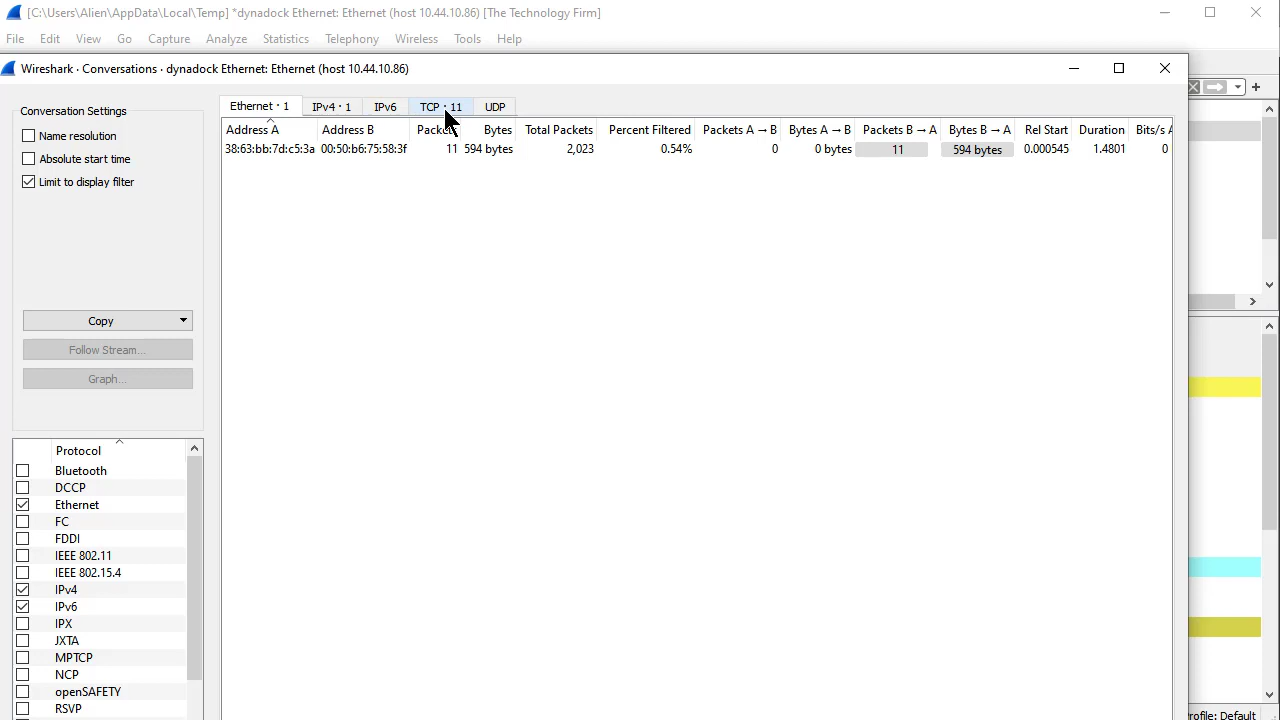 [C:\Users\Alien\AppData\Local\Temp] *dynadock Ethernet: Ethernet (host 10.44.10.86) [The Technology Firm]
File Edit View Go Capture Analyze Statistics Telephony Wireless Tools Help
Wireshark · Conversations · dynadock Ethernet: Ethernet (host 10.44.10.86)
Conversation Settings
Name resolution
Absolute start time
Limit to display filter
Copy
Follow Stream...
Graph...
Protocol
Bluetooth
DCCP
Ethernet
FC
FDDI
IEEE 802.11
IEEE 802.15.4
IPv4
IPv6
IPX
JXTA
MPTCP
NCP
openSAFETY
RSVP
Ethernet · 1 IPv4 · 1 IPv6 TCP · 11 UDP
Address A Address B Packets Bytes Total Packets Percent Filtered Packets A → B Bytes A → B Packets B → A Bytes B → A Rel Start Duration Bits/s A
38:63:bb:7d:c5:3a 00:50:b6:75:58:3f 11 594 bytes 2,023 0.54% 0 0 bytes 11 594 bytes 0.000545 1.4801 0
Profile: Default